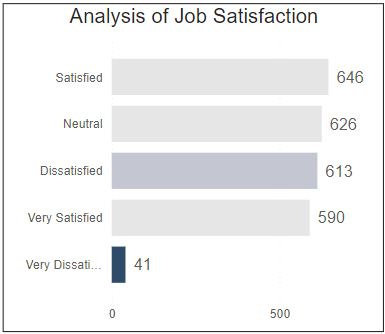 Analysis of Job Satisfaction
Satisfied 646
Neutral 626
Dissatisfied 613
Very Satisfied 590
Very Dissati... 41
0 500